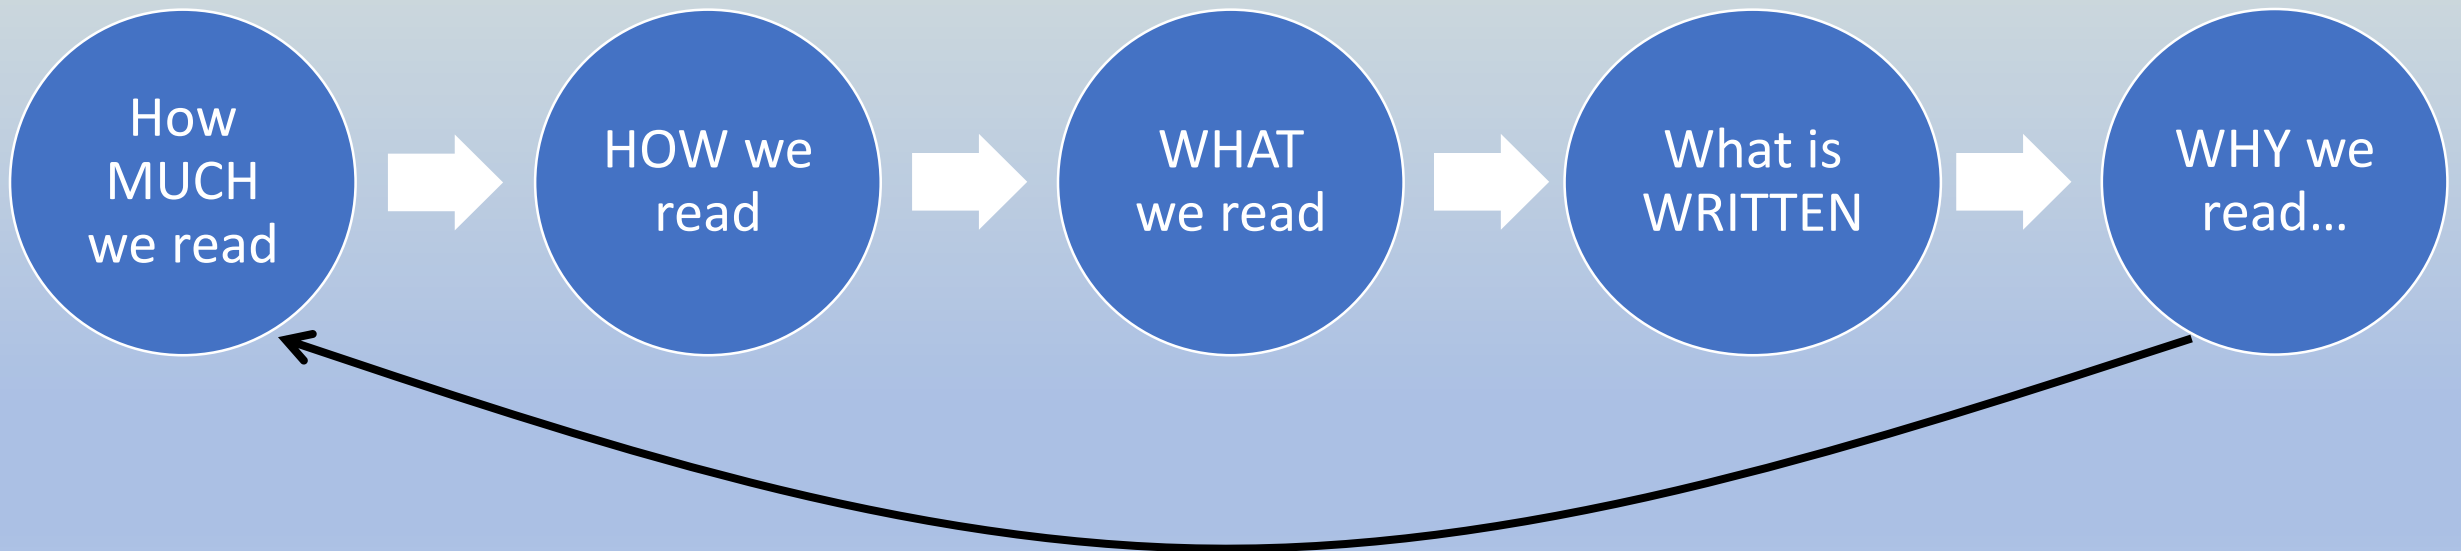 How
MUCH
we read
HOW we
read
WHAT
we read
What is
WRITTEN
WHY we
read...